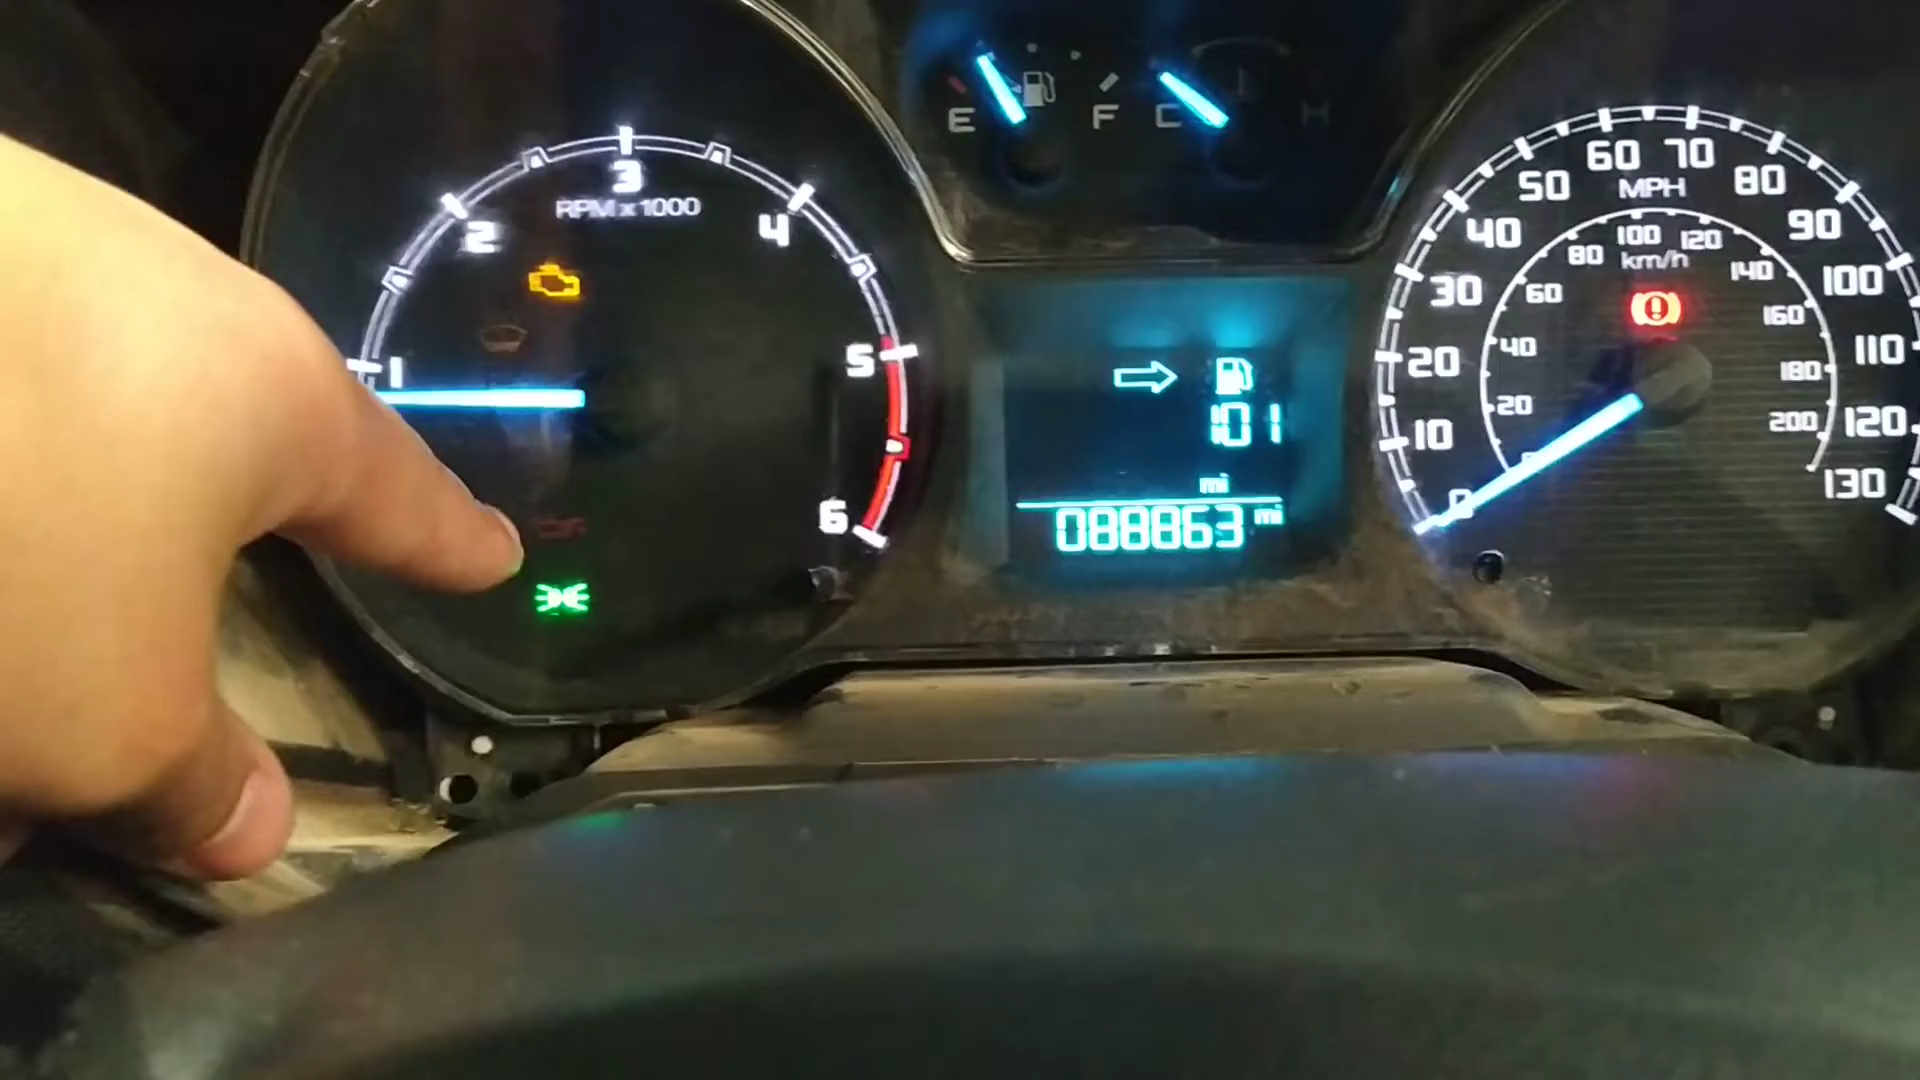 E F C H
1 2 3 4 5 6
RPM x 1000
101
mi
088863 mi
0 10 20 30 40 50 60 70 80 90 100 110 120 130
MPH
20 40 60 80 100 120 140 160 180 200
km/h